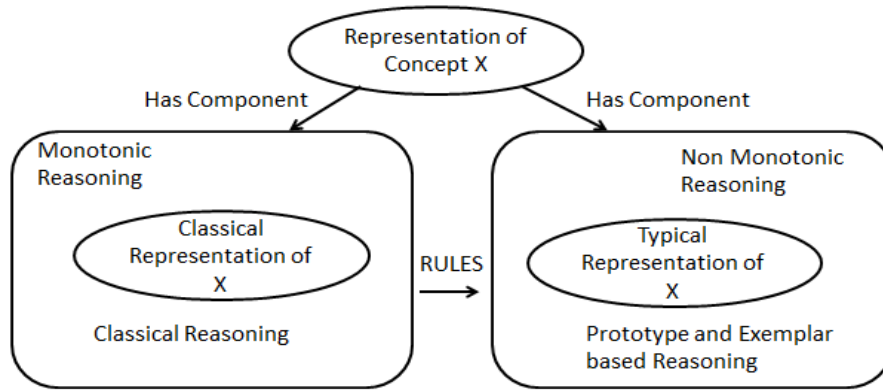 Representation of
Concept X
Has Component
Has Component
Monotonic
Reasoning
Classical
Representation of
X
Classical Reasoning
RULES
Non Monotonic
Reasoning
Typical
Representation of
X
Prototype and Exemplar
based Reasoning